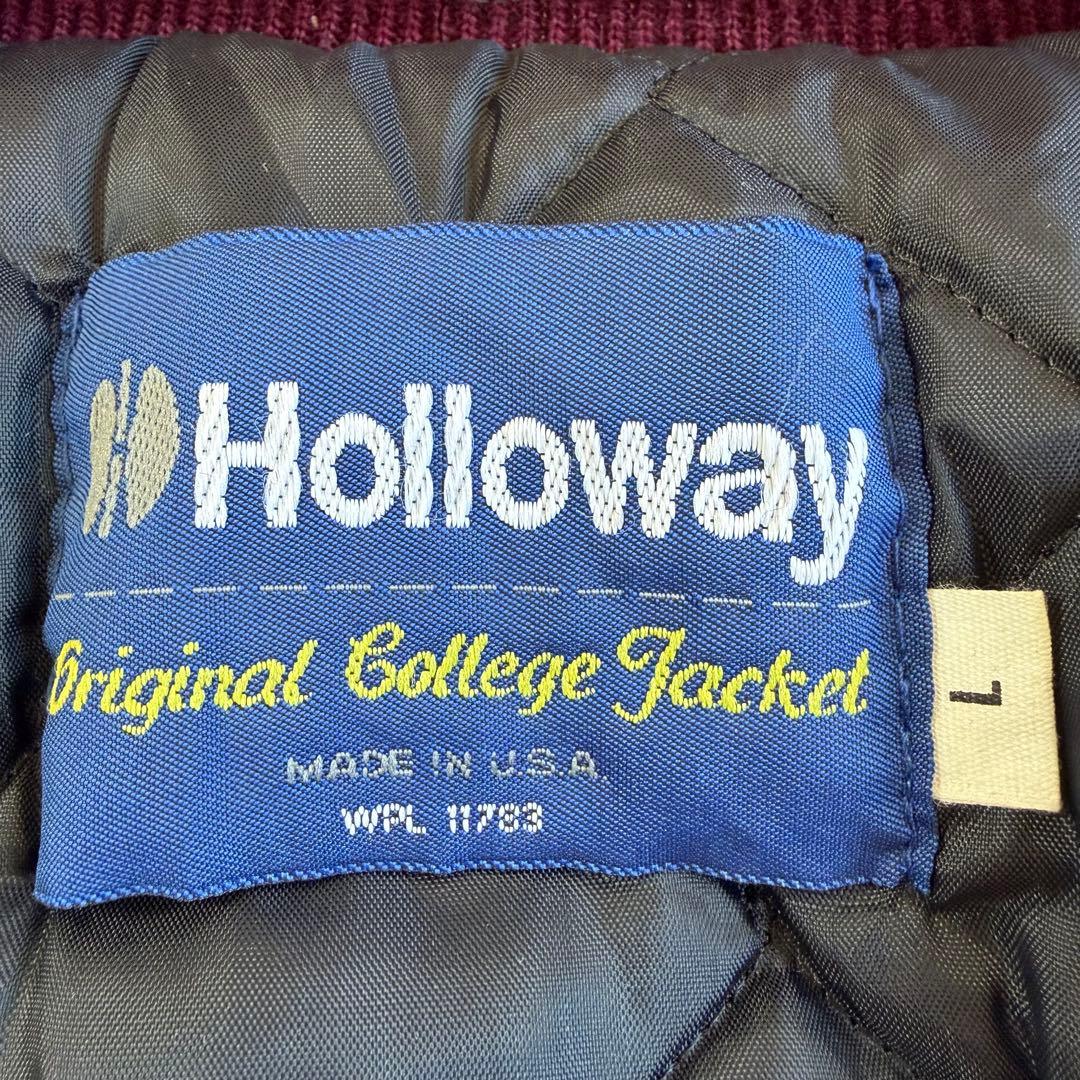 Holloway
Original College Jacket
MADE IN U.S.A.
WPL 11783
L